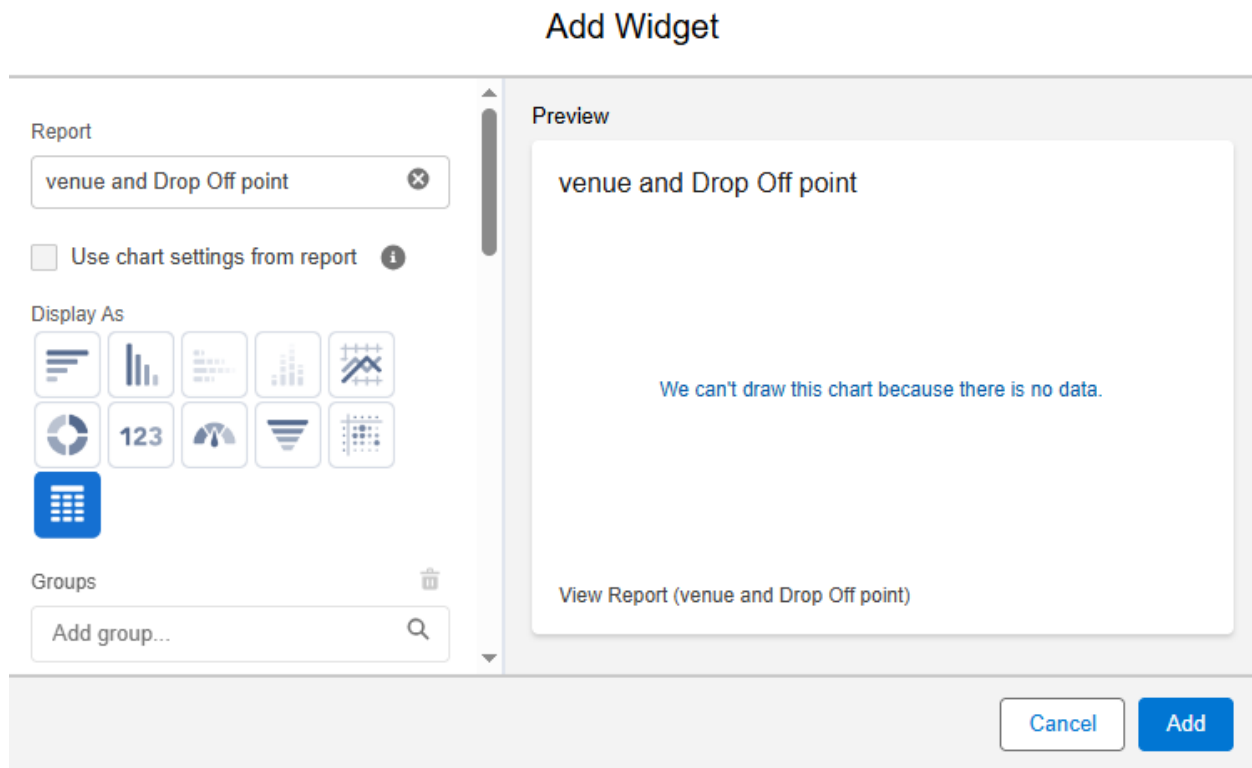 Add Widget
Report
venue and Drop Off point
Use chart settings from report
Display As
123
Groups
Add group...
Preview
venue and Drop Off point
We can't draw this chart because there is no data.
View Report (venue and Drop Off point)
Cancel
Add